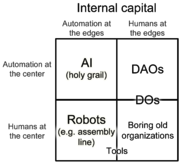 Internal capital
Automation at
the edges
Humans at
the edges
Automation at
the center
AI
(holy grail)
DAOs
DOs
Humans at
the center
Robots
(e.g. assembly
line)
Boring old
organizations
Tools